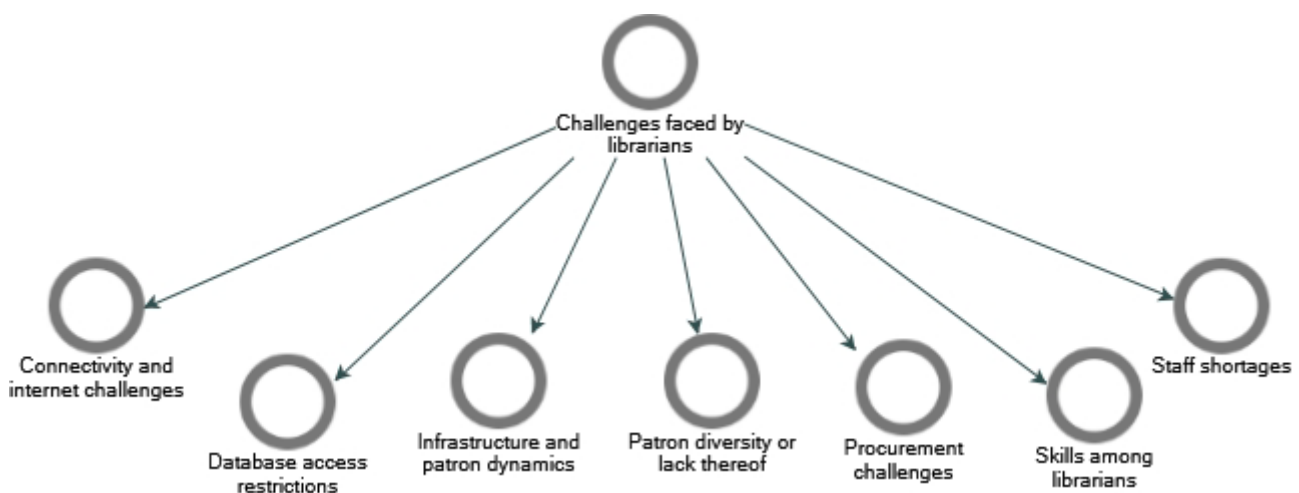 Challenges faced by
librarians
Connectivity and
internet challenges
Database access
restrictions
Infrastructure and
patron dynamics
Patron diversity or
lack thereof
Procurement
challenges
Skills among
librarians
Staff shortages